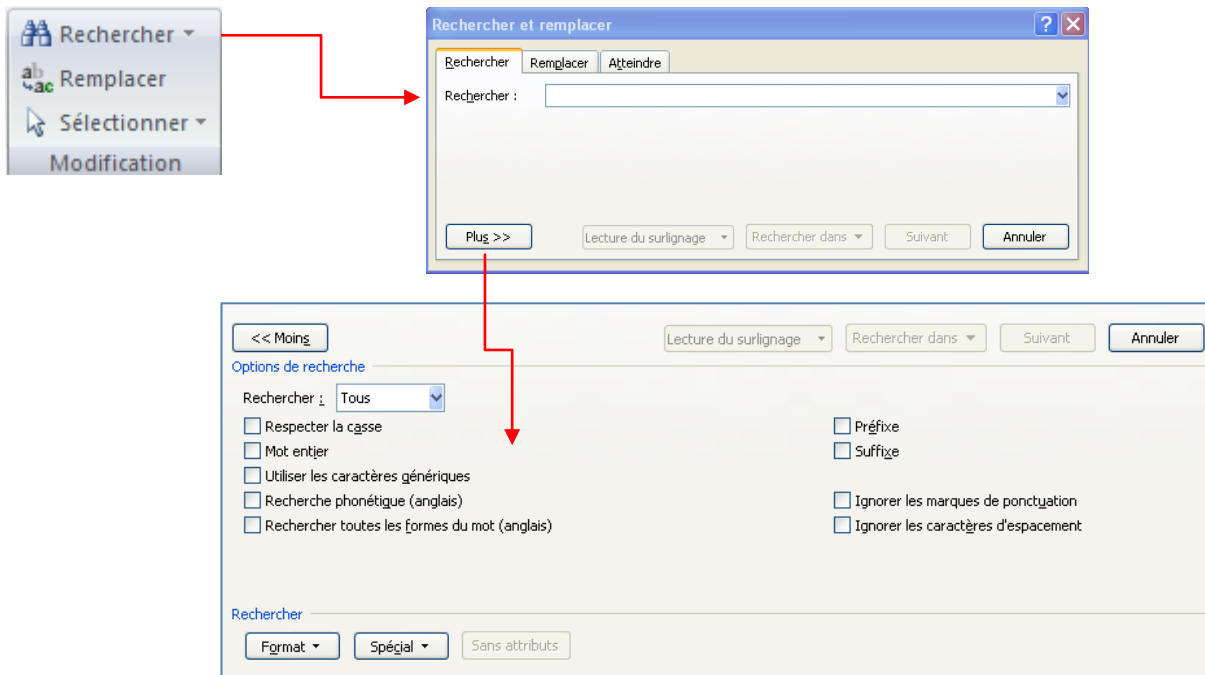 Rechercher
ab
ac Remplacer
Sélectionner
Modification
Rechercher et remplacer
?
Rechercher Remplacer Atteindre
Rechercher :
Plus >> Lecture du surlignage Rechercher dans Suivant Annuler
<< Moins Lecture du surlignage Rechercher dans Suivant Annuler
Options de recherche
Rechercher : Tous
Respecter la casse Préfixe
Mot entier Suffixe
Utiliser les caractères génériques
Recherche phonétique (anglais) Ignorer les marques de ponctuation
Rechercher toutes les formes du mot (anglais) Ignorer les caractères d'espacement
Rechercher
Format Spécial Sans attributs